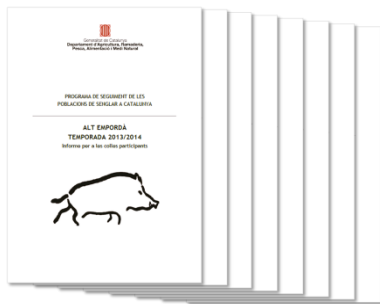 Generalitat de Catalunya
Departament d'Agricultura, Ramaderia,
Pesca, Alimentació i Medi Natural
PROGRAMA DE SEGUIMENT DE LES
POBLACIONS DE SENGLAR A CATALUNYA
ALT EMPORDÀ
TEMPORADA 2013/2014
Informe per a les colles participants